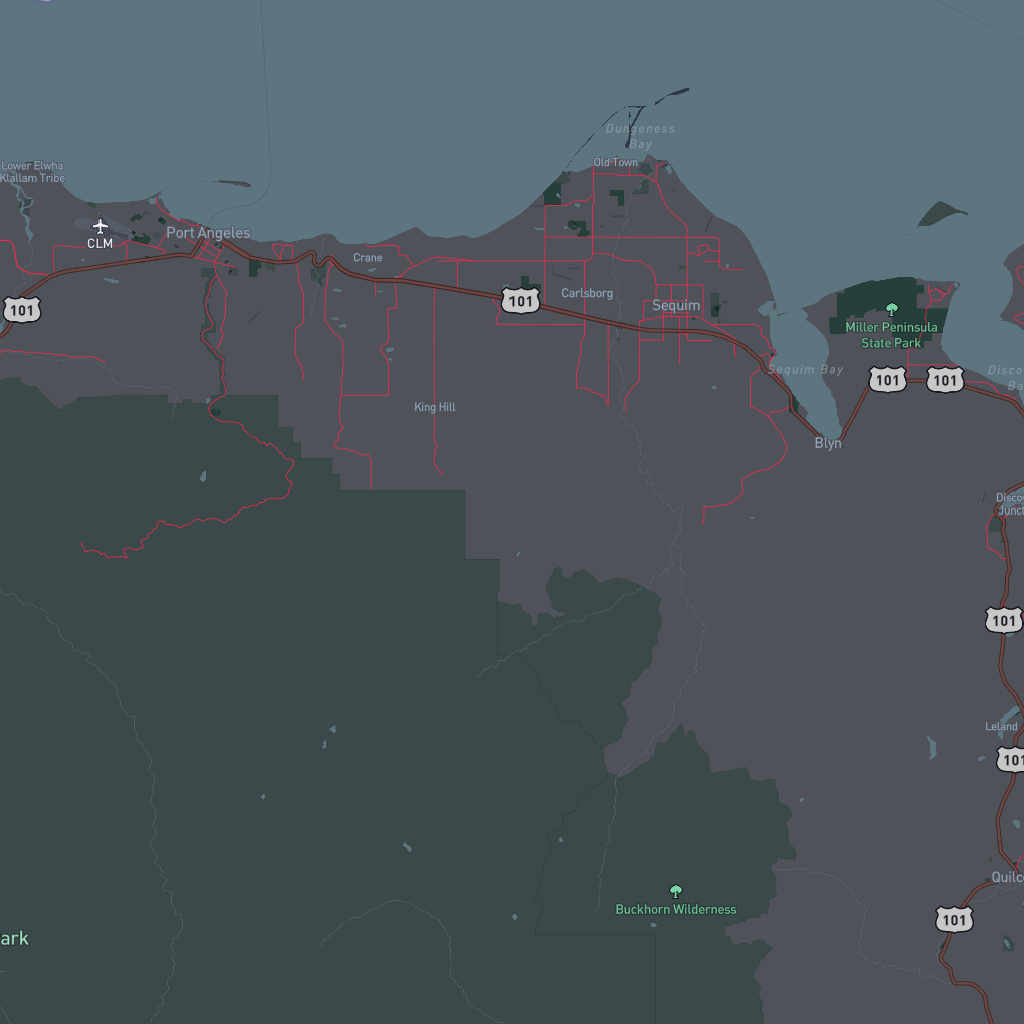 Dungeness
Bay
Old Town
Lower Elwha
Klallam Tribe
CLM
Port Angeles
Crane
101
101
Carlsborg
Sequim
Miller Peninsula
State Park
Sequim Bay
101
101
Disco
Ba
King Hill
Blyn
Disco
Junct
101
Leland
101
Quilc
Buckhorn Wilderness
101
ark